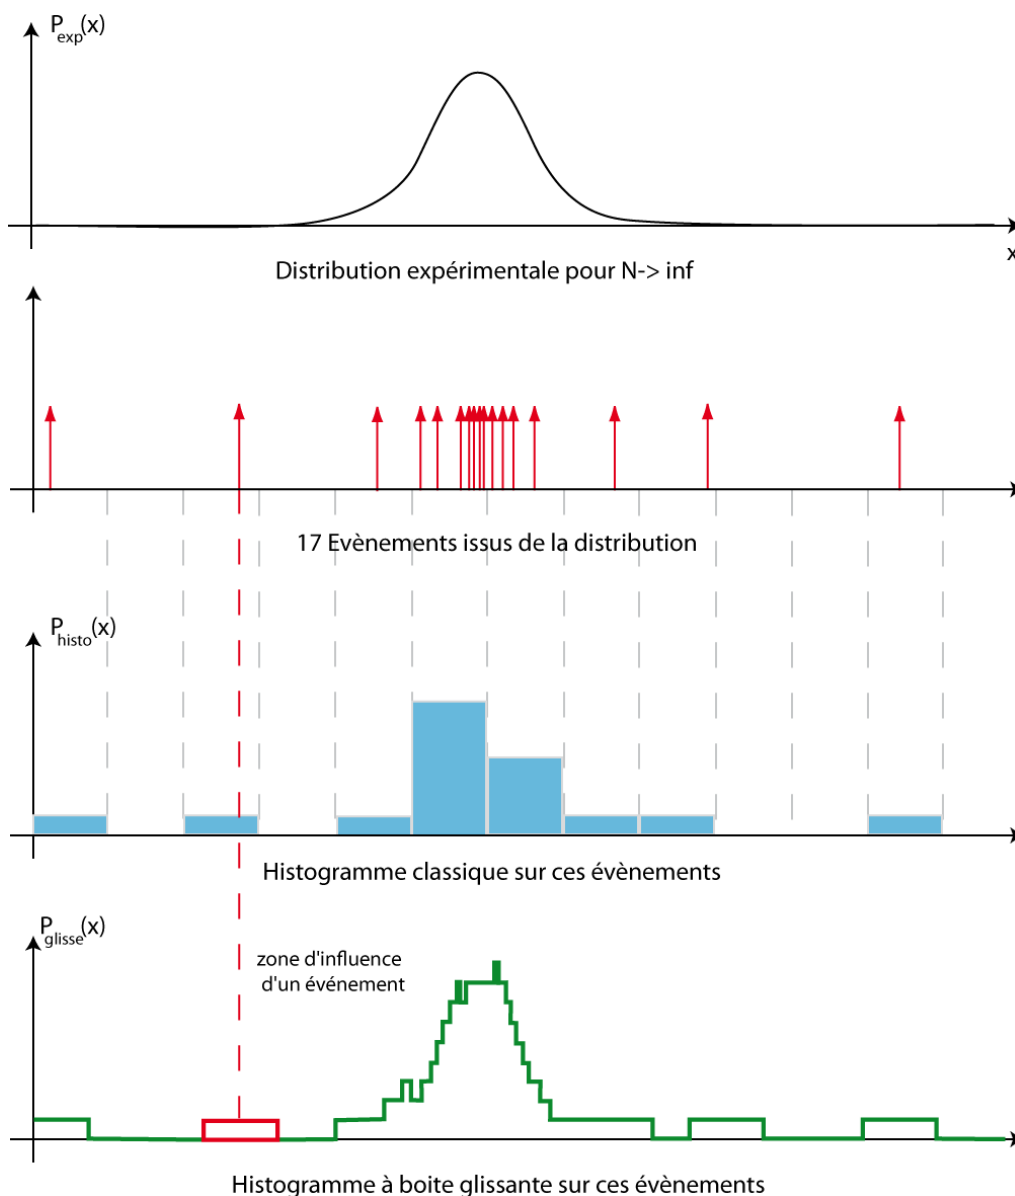 P_exp(x)
x
Distribution expérimentale pour N-> inf
17 Evènements issus de la distribution
P_histo(x)
Histogramme classique sur ces évènements
P_glisse(x)
zone d'influence
d'un événement
Histogramme à boite glissante sur ces évènements